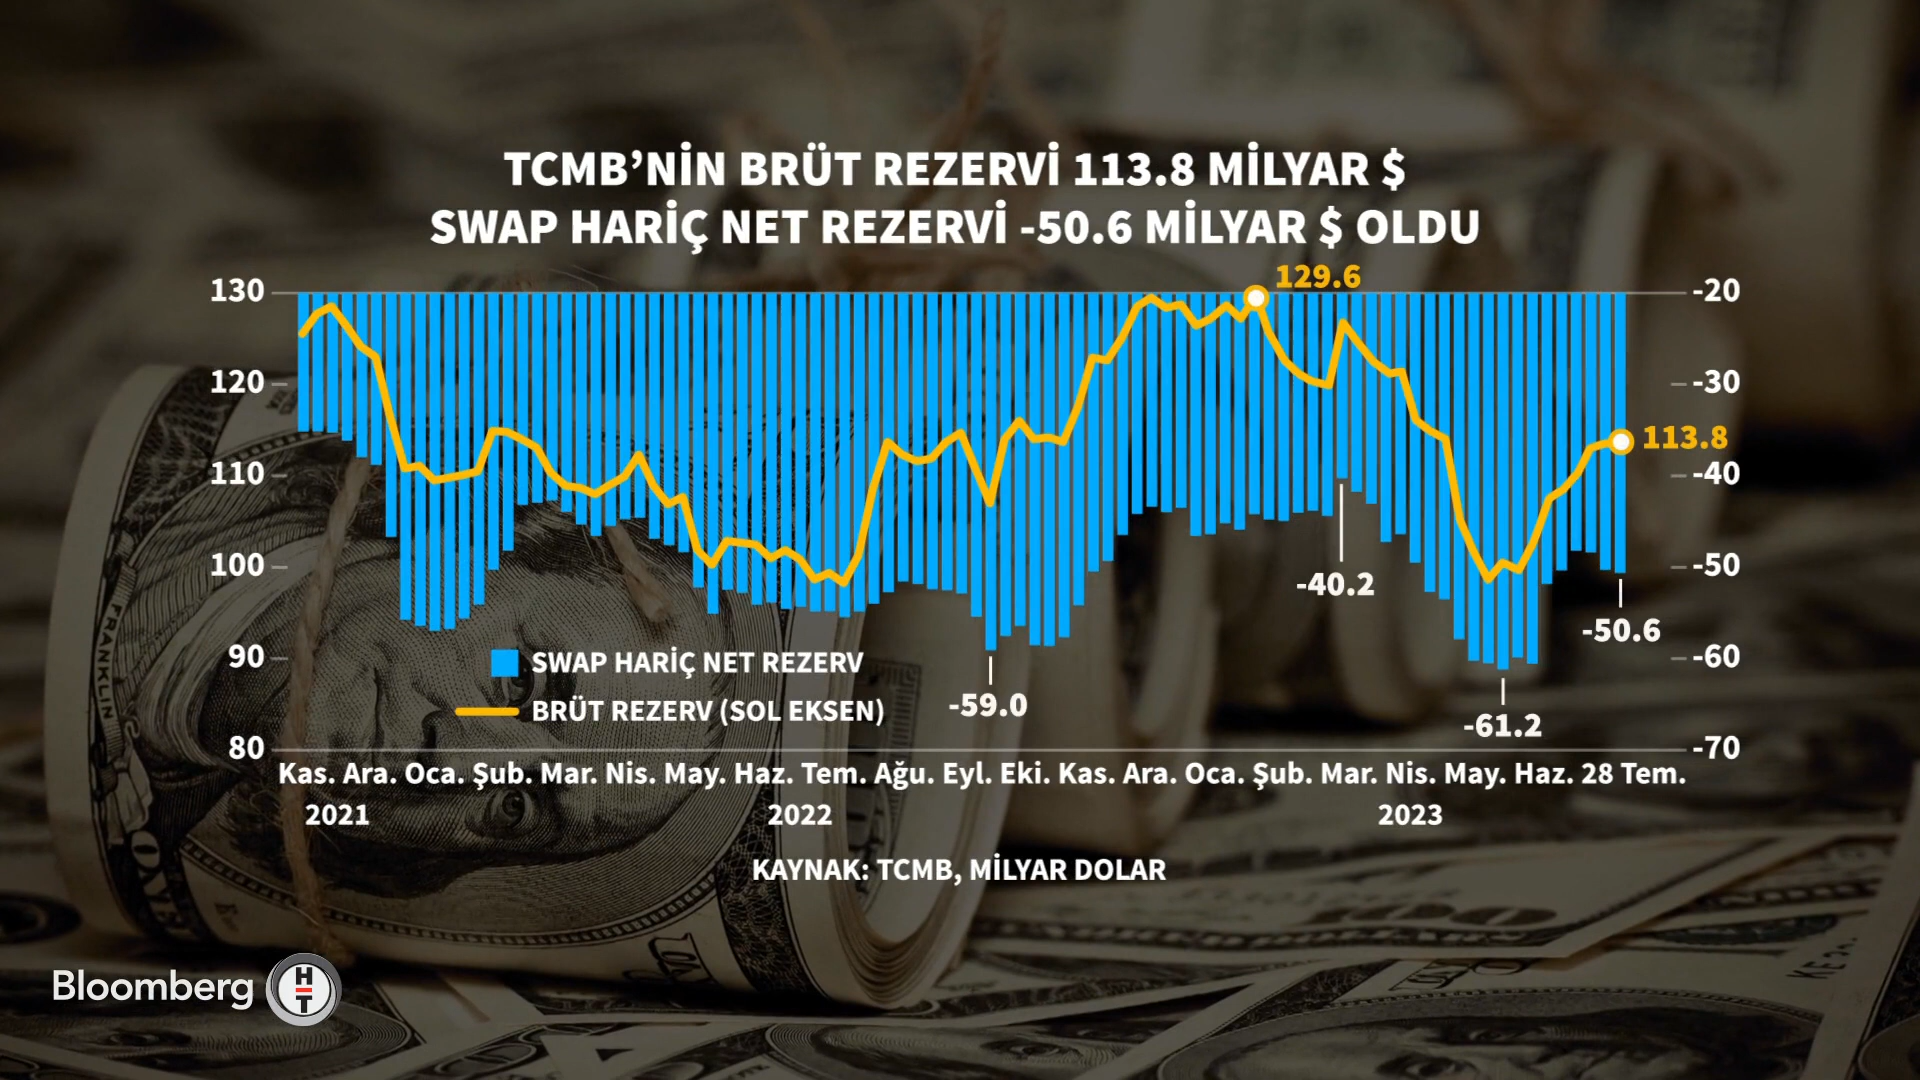 TCMB'NİN BRÜT REZERVİ 113.8 MİLYAR $
SWAP HARİÇ NET REZERVİ -50.6 MİLYAR $ OLDU
129.6
130
-20
120
-30
113.8
110
-40
100
-50
-40.2
-50.6
90
-60
SWAP HARİÇ NET REZERV
-59.0
BRÜT REZERV (SOL EKSEN)
-61.2
80
-70
Kas. Ara. Oca. Şub. Mar. Nis. May. Haz. Tem. Ağu. Eyl. Eki. Kas. Ara. Oca. Şub. Mar. Nis. May. Haz. 28 Tem.
2021 2022 2023
KAYNAK: TCMB, MİLYAR DOLAR
FRANKLIN
100
Bloomberg HT